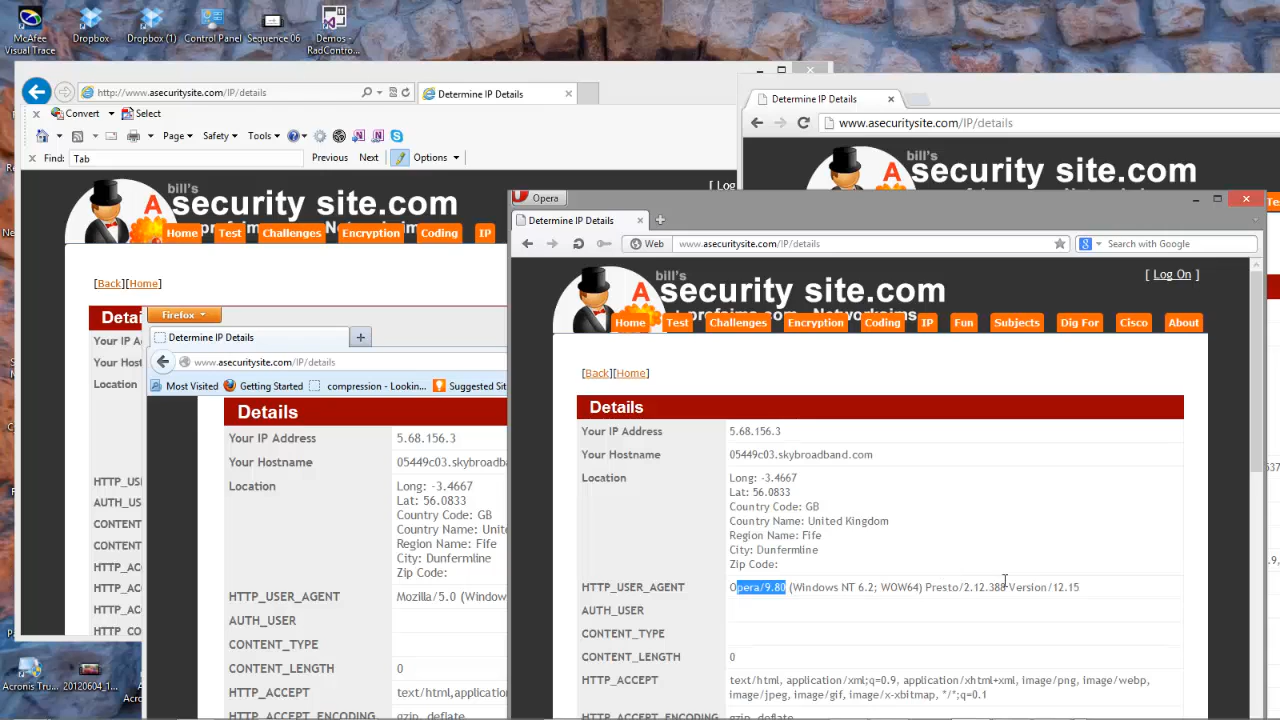 McAfee
Visual Trace
Dropbox
Dropbox (1)
Control Panel
Sequence 06
Demos -
RadContro...
http://www.asecuritysite.com/IP/details
Determine IP Details
Convert
Select
Page
Safety
Tools
Find: Tab
Previous
Next
Options
[ Log
bill's
A security site.com
Home
Test
Challenges
Encryption
Coding
IP
[Back][Home]
Detai
Your IP A
Your Host
Location
HTTP_USE
AUTH_US
CONTENT
CONTENT
HTTP_AC
HTTP_AC
HTTP_AC
HTTP_CO
Determine IP Details
www.asecuritysite.com/IP/details
bill's
A security site.com
Firefox
Determine IP Details
www.asecuritysite.com/IP/details
Most Visited
Getting Started
compression - Lookin...
Suggested Sit
Details
Your IP Address
5.68.156.3
Your Hostname
05449c03.skybroadb
Location
Long: -3.4667
Lat: 56.0833
Country Code: GB
Country Name: Unite
Region Name: Fife
City: Dunfermline
Zip Code:
HTTP_USER_AGENT
Mozilla/5.0 (Window
AUTH_USER
CONTENT_TYPE
CONTENT_LENGTH
0
HTTP_ACCEPT
text/html,application
HTTP_ACCEPT_ENCODING
gzip, deflate
Opera
Determine IP Details
Web
www.asecuritysite.com/IP/details
Search with Google
bill's
A security site.com
[ Log On ]
Home
Test
Challenges
Encryption
Coding
IP
Fun
Subjects
Dig For
Cisco
About
[Back][Home]
Details
Your IP Address
5.68.156.3
Your Hostname
05449c03.skybroadband.com
Location
Long: -3.4667
Lat: 56.0833
Country Code: GB
Country Name: United Kingdom
Region Name: Fife
City: Dunfermline
Zip Code:
HTTP_USER_AGENT
Opera/9.80 (Windows NT 6.2; WOW64) Presto/2.12.388 Version/12.15
AUTH_USER
CONTENT_TYPE
CONTENT_LENGTH
0
HTTP_ACCEPT
text/html, application/xml;q=0.9, application/xhtml+xml, image/png, image/webp,
image/jpeg, image/gif, image/x-xbitmap, */*;q=0.1
gzip, deflate
Acronis Tru...
20120604_1...